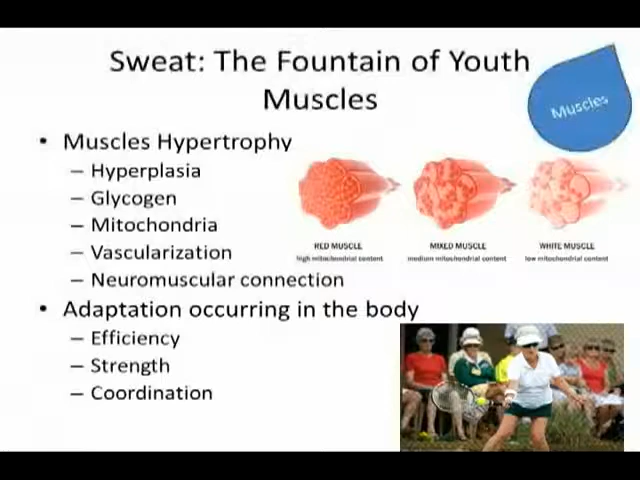 Sweat: The Fountain of Youth
Muscles
Muscles
• Muscles Hypertrophy
– Hyperplasia
– Glycogen
– Mitochondria
– Vascularization
– Neuromuscular connection
RED MUSCLE
high mitochondrial content
MIXED MUSCLE
medium mitochondrial content
WHITE MUSCLE
low mitochondrial content
• Adaptation occurring in the body
– Efficiency
– Strength
– Coordination